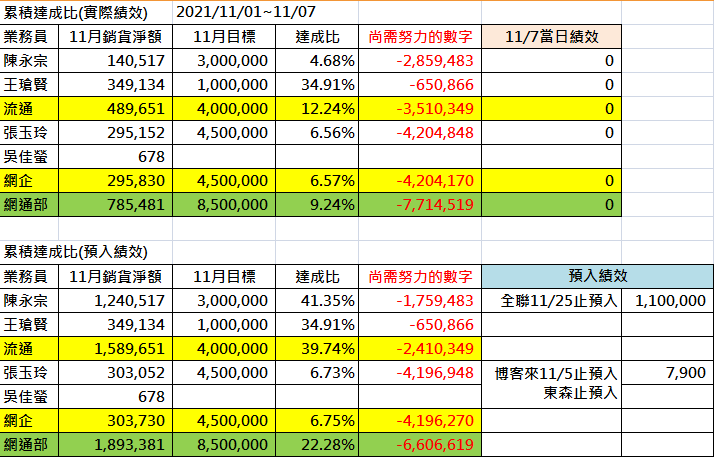 累積達成比(實際績效) 2021/11/01~11/07
業務員 11月銷貨淨額 11月目標 達成比 尚需努力的數字 11/7當日績效
陳永宗 140,517 3,000,000 4.68% -2,859,483 0
王瑲賢 349,134 1,000,000 34.91% -650,866 0
流通 489,651 4,000,000 12.24% -3,510,349 0
張玉玲 295,152 4,500,000 6.56% -4,204,848 0
吳佳螢 678
網企 295,830 4,500,000 6.57% -4,204,170 0
網通部 785,481 8,500,000 9.24% -7,714,519 0
累積達成比(預入績效)
業務員 11月銷貨淨額 11月目標 達成比 尚需努力的數字 預入績效
陳永宗 1,240,517 3,000,000 41.35% -1,759,483 全聯11/25止預入 1,100,000
王瑲賢 349,134 1,000,000 34.91% -650,866
流通 1,589,651 4,000,000 39.74% -2,410,349
張玉玲 303,052 4,500,000 6.73% -4,196,948 博客來11/5止預入 7,900
吳佳螢 678 東森止預入
網企 303,730 4,500,000 6.75% -4,196,270
網通部 1,893,381 8,500,000 22.28% -6,606,619